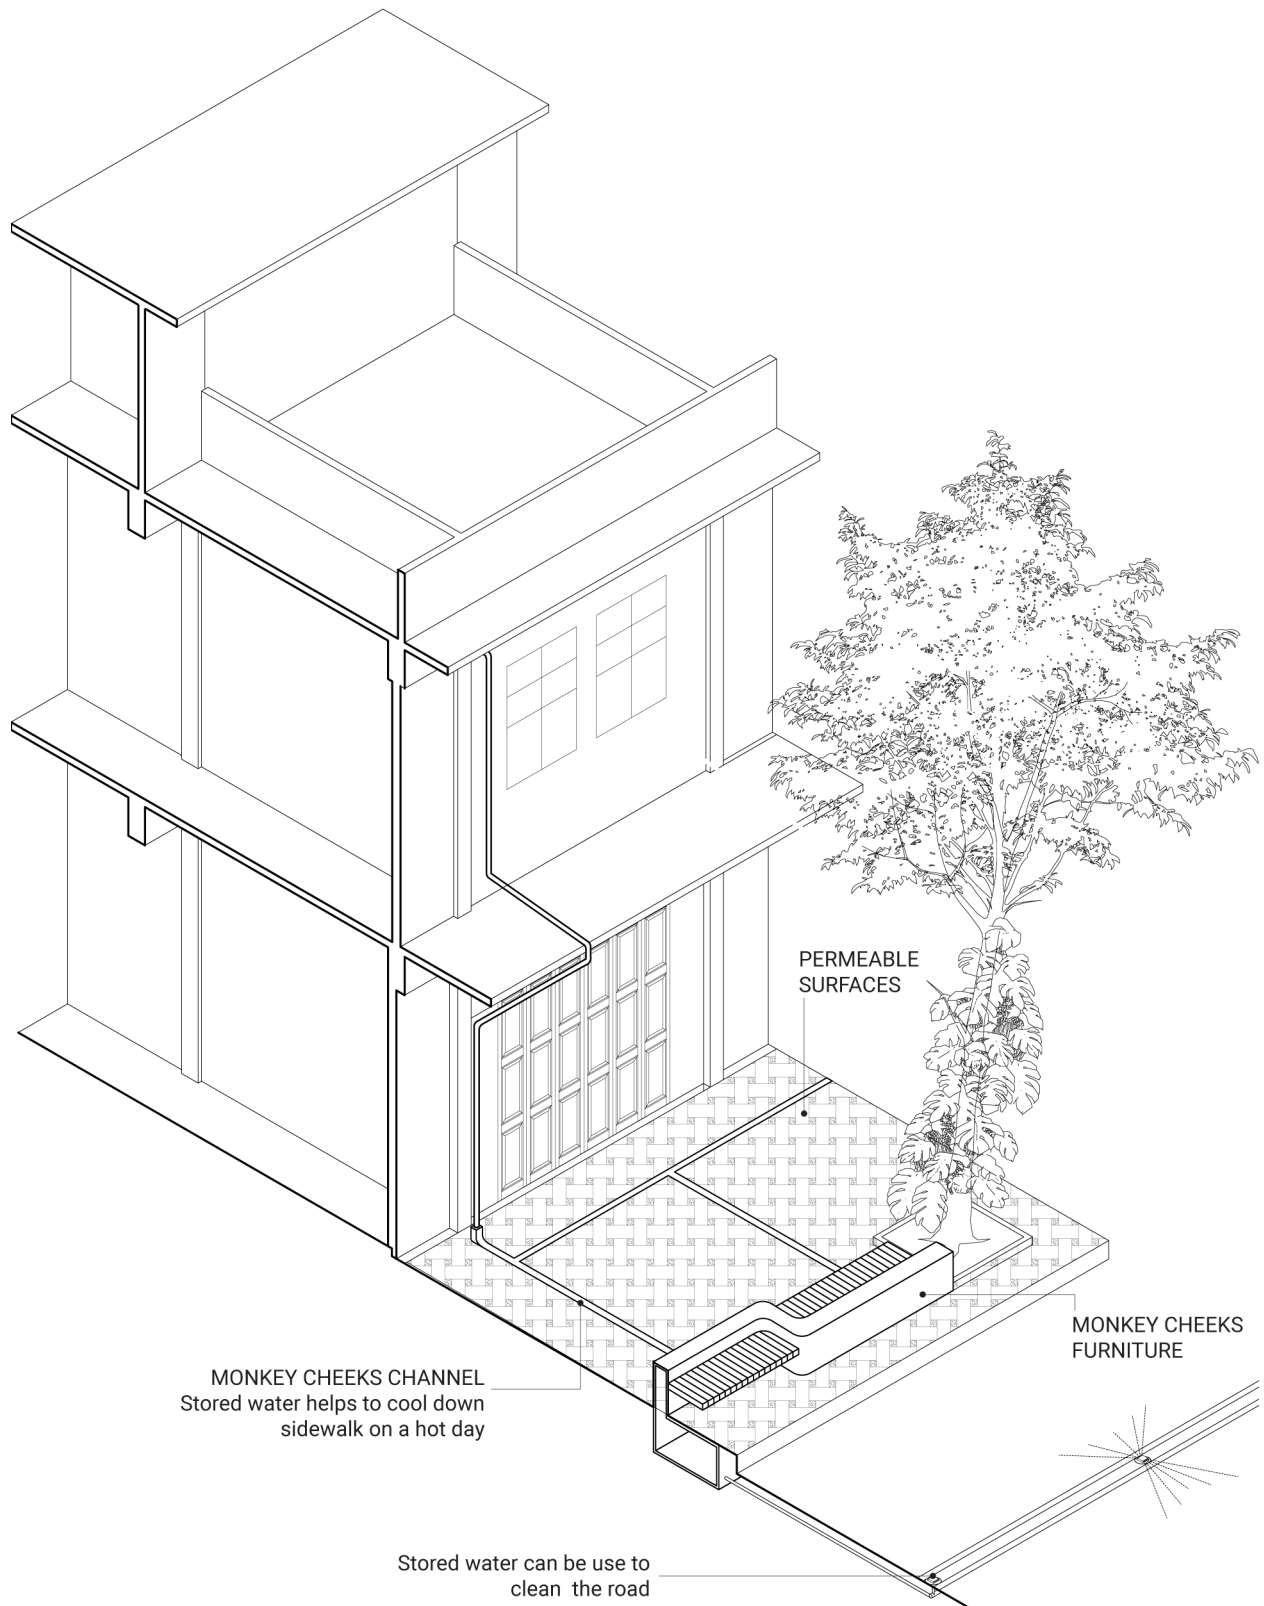 PERMEABLE
SURFACES
MONKEY CHEEKS
FURNITURE
MONKEY CHEEKS CHANNEL
Stored water helps to cool down
sidewalk on a hot day
Stored water can be use to
clean  the road